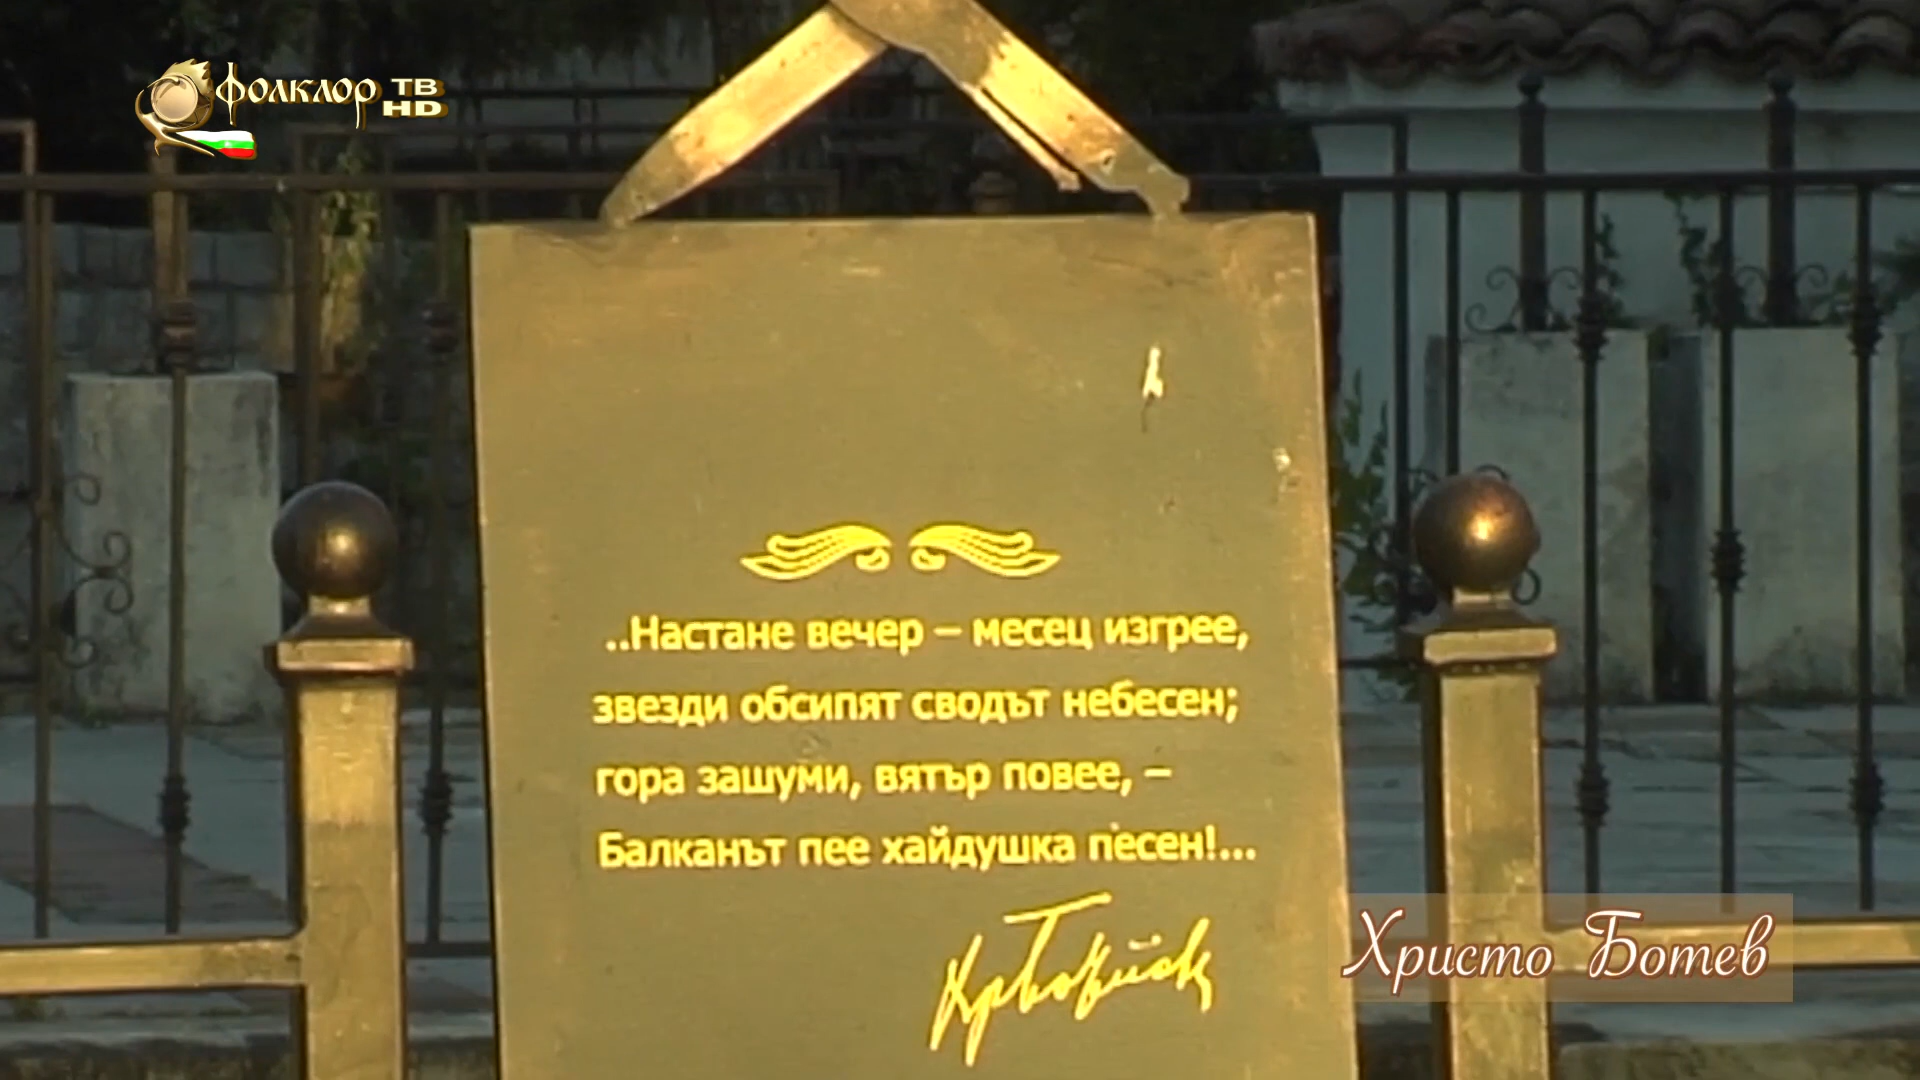 фолклор ТВ HD
..Настане вечер – месец изгрее,
звезди обсипят сводът небесен;
гора зашуми, вятър повее, –
Балканът пее хайдушка песен!...
Христо Ботев